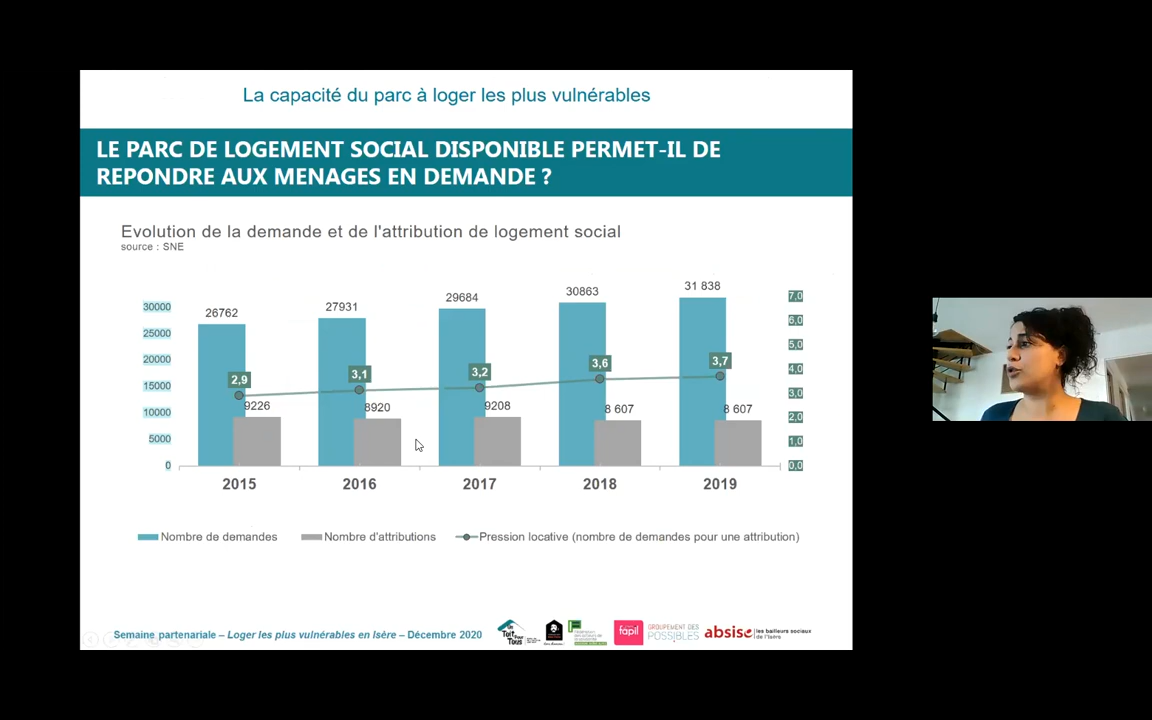 La capacité du parc à loger les plus vulnérables
LE PARC DE LOGEMENT SOCIAL DISPONIBLE PERMET-IL DE
REPONDRE AUX MENAGES EN DEMANDE ?
Evolution de la demande et de l'attribution de logement social
source : SNE
30000
25000
20000
15000
10000
5000
0
26762
27931
29684
30863
31 838
2,9
3,1
3,2
3,6
3,7
9226
8920
9208
8 607
8 607
7,0
6,0
5,0
4,0
3,0
2,0
1,0
0,0
2015
2016
2017
2018
2019
Nombre de demandes
Nombre d'attributions
Pression locative (nombre de demandes pour une attribution)
Semaine partenariale – Loger les plus vulnérables en Isère – Décembre 2020
Un
Toit Pour
Tous
fapil
GROUPEMENT DES
POSSIBLES
absise
les bailleurs sociaux
de l'Isère